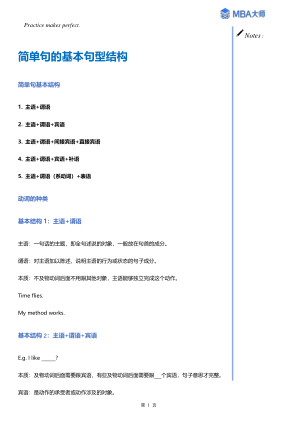 Practice makes perfect.
MBA大师
Notes:
简单句的基本句型结构
简单句基本结构
1. 主语+谓语
2. 主语+谓语+宾语
3. 主语+谓语+间接宾语+直接宾语
4. 主语+谓语+宾语+补语
5. 主语+谓语（系动词）+表语
动词的种类
基本结构 1：主语+谓语
主语：一句话的主题，即全句述说的对象，一般放在句首的成分。
谓语：对主语加以陈述，说明主语的行为或状态的句子成分。
本质：不及物动词后面不用跟其他对象，主语能够独立完成这个动作。
Time flies.
My method works.
基本结构 2：主语+谓语+宾语
E.g. I like _____?
本质：及物动词后面需要跟宾语，有些及物动词后面需要跟__个宾语，句子意思才完整。
宾语：是动作的承受者或动作涉及的对象。
第 1 页